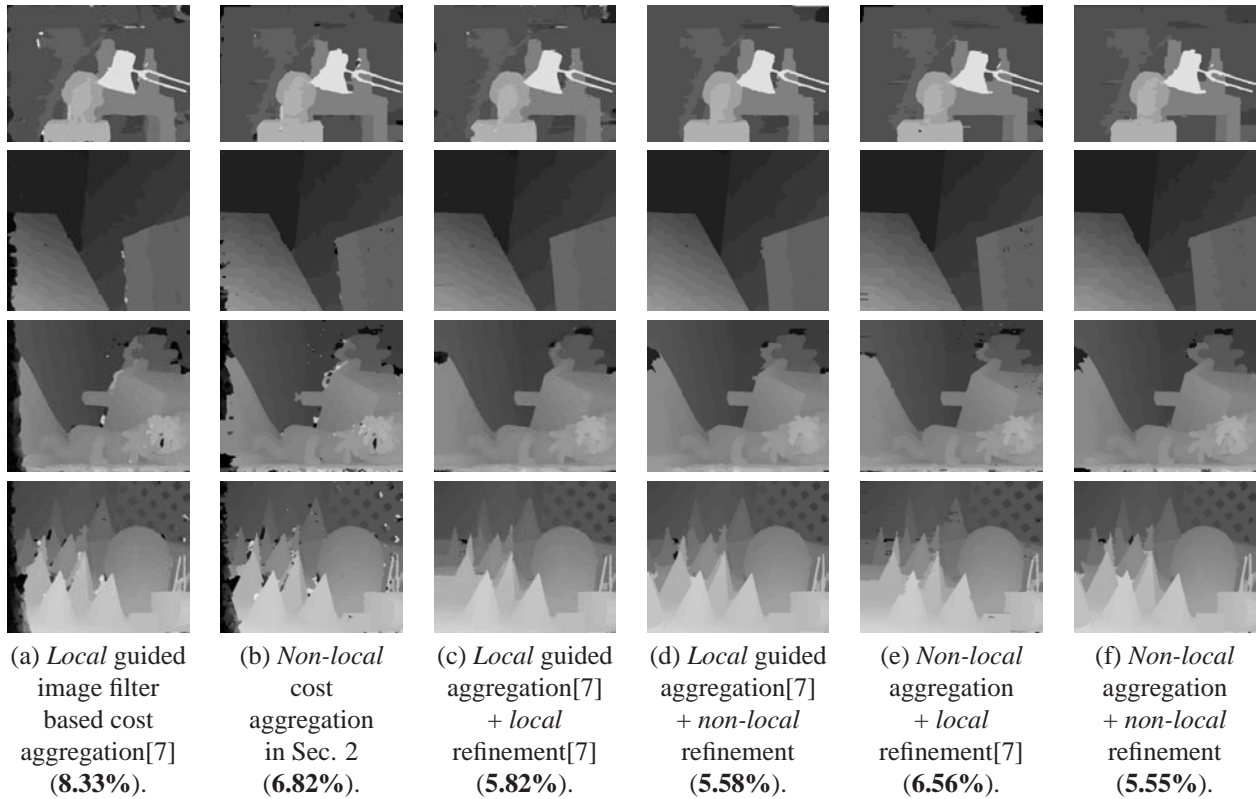 (a) Local guided
image filter
based cost
aggregation[7]
(8.33%).
(b) Non-local
cost
aggregation
in Sec. 2
(6.82%).
(c) Local guided
aggregation[7]
+ local
refinement[7]
(5.82%).
(d) Local guided
aggregation[7]
+ non-local
refinement
(5.58%).
(e) Non-local
aggregation
+ local
refinement[7]
(6.56%).
(f) Non-local
aggregation
+ non-local
refinement
(5.55%).